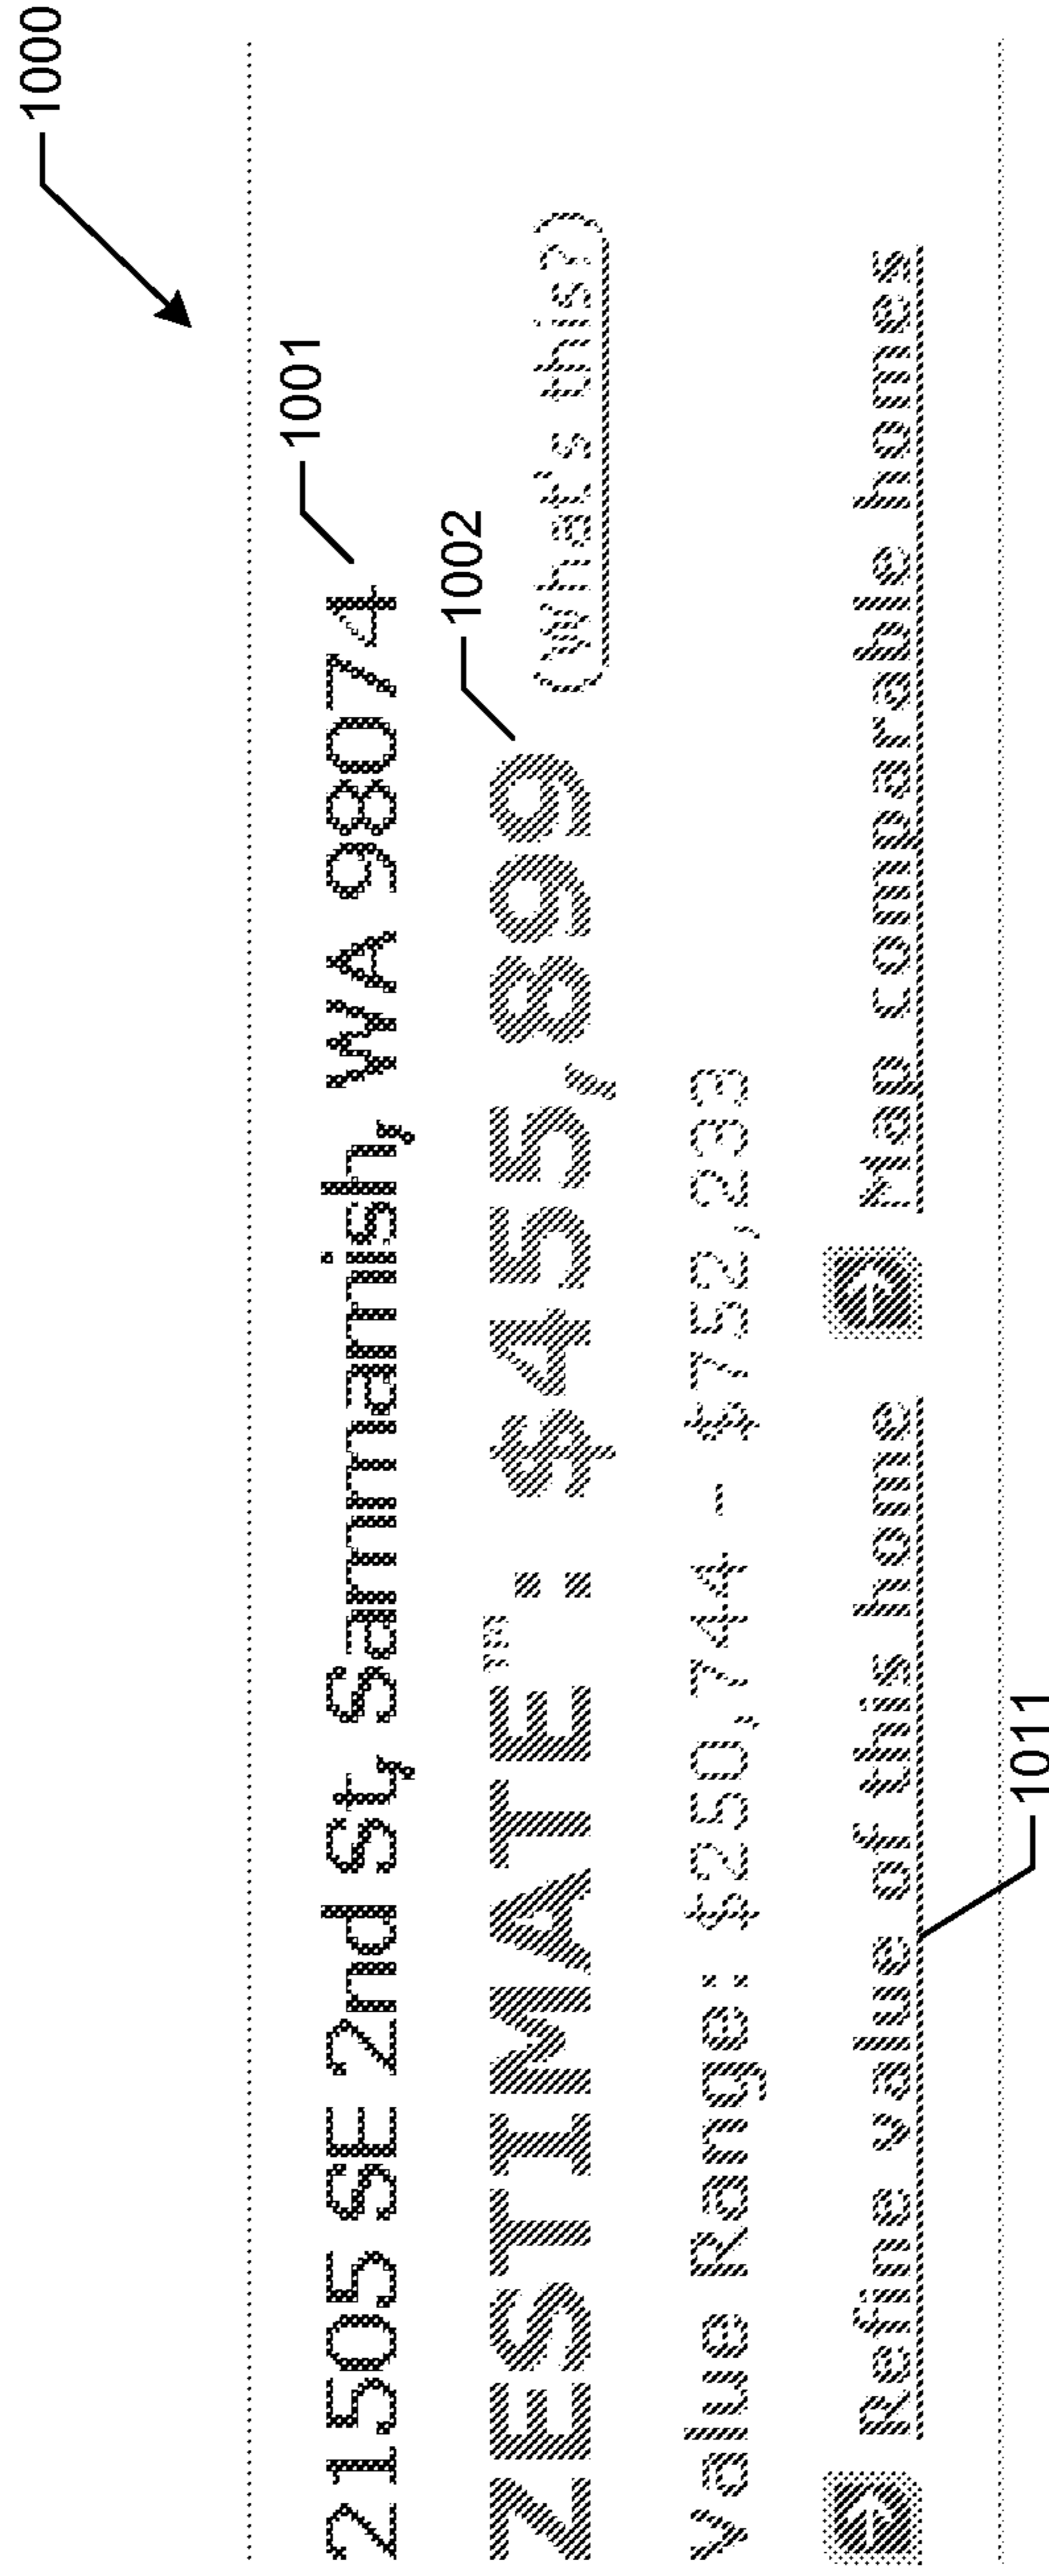 1000
1001
21505 SE 2nd St, Sammamish, WA 98074
1002
ZESTIMATE™: $455,899 (What's this?)
Value Range: $250,744 - $752,233
Refine value of this home Map comparable homes
1011